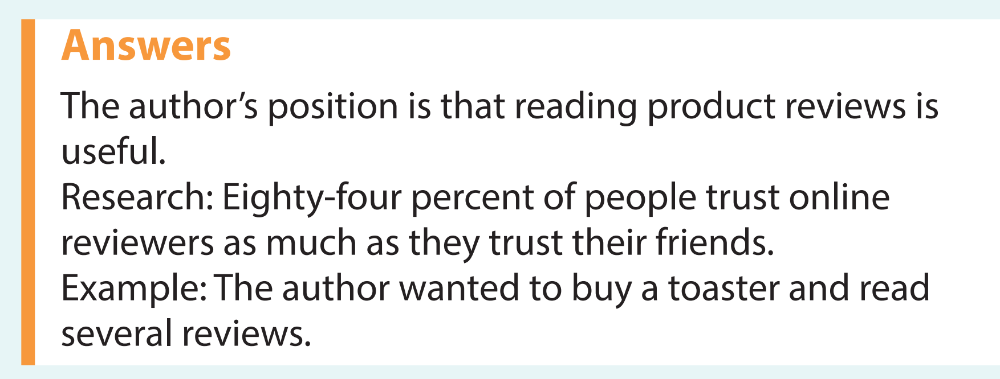 Answers
The author’s position is that reading product reviews is
useful.
Research: Eighty-four percent of people trust online
reviewers as much as they trust their friends.
Example: The author wanted to buy a toaster and read
several reviews.